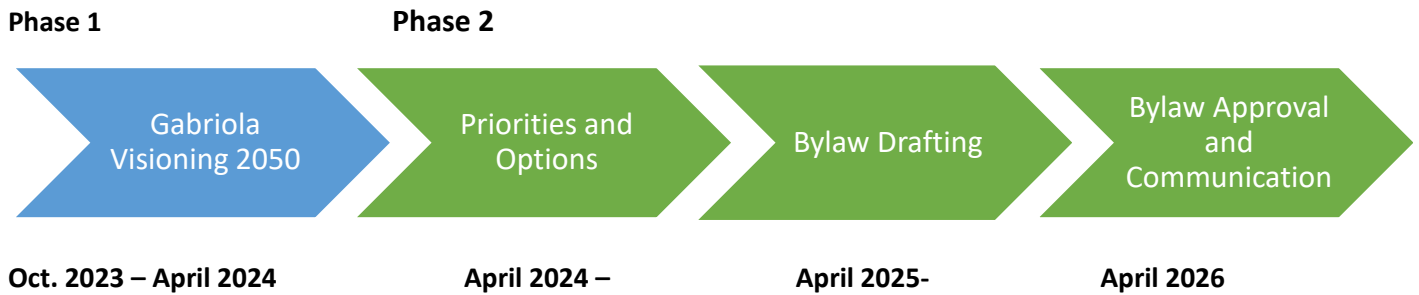 Phase 1
Phase 2
Gabriola
Visioning 2050
Priorities and
Options
Bylaw Drafting
Bylaw Approval
and
Communication
Oct. 2023 – April 2024
April 2024 –
April 2025-
April 2026